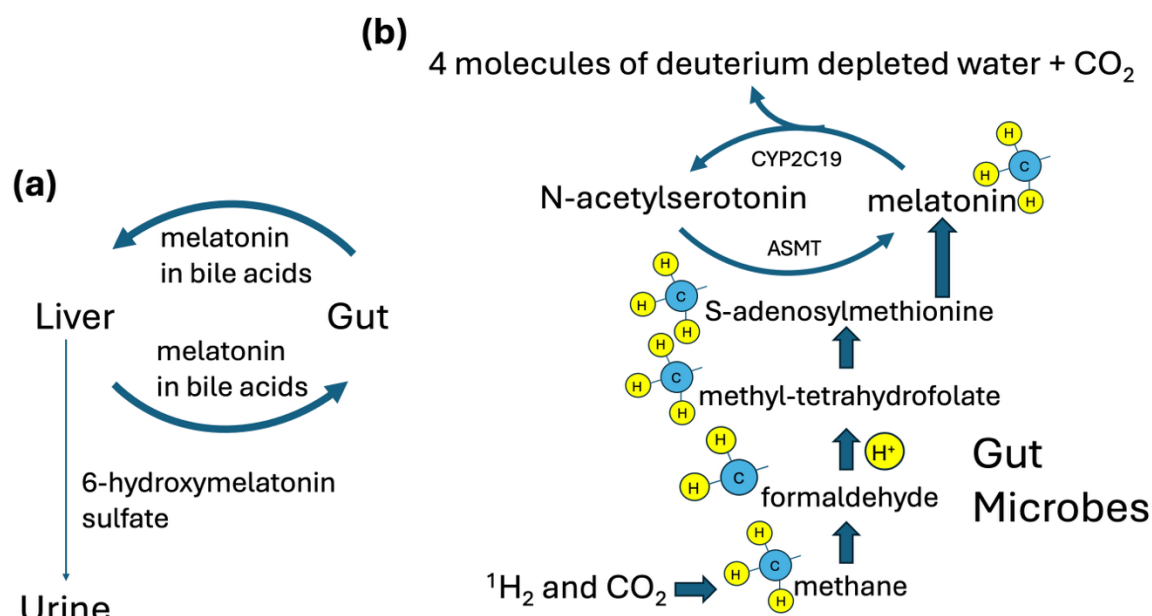 (a)
melatonin
in bile acids
Liver
Gut
melatonin
in bile acids
6-hydroxymelatonin
sulfate
Urine
(b)
4 molecules of deuterium depleted water + CO₂
CYP2C19
H
H
C
H
N-acetylserotonin
melatonin
ASMT
H
H
C
H
S-adenosylmethionine
H
H
C
H
methyl-tetrahydrofolate
H⁺
H
H
C
formaldehyde
Gut
Microbes
H
H
C
H
¹H₂ and CO₂
methane